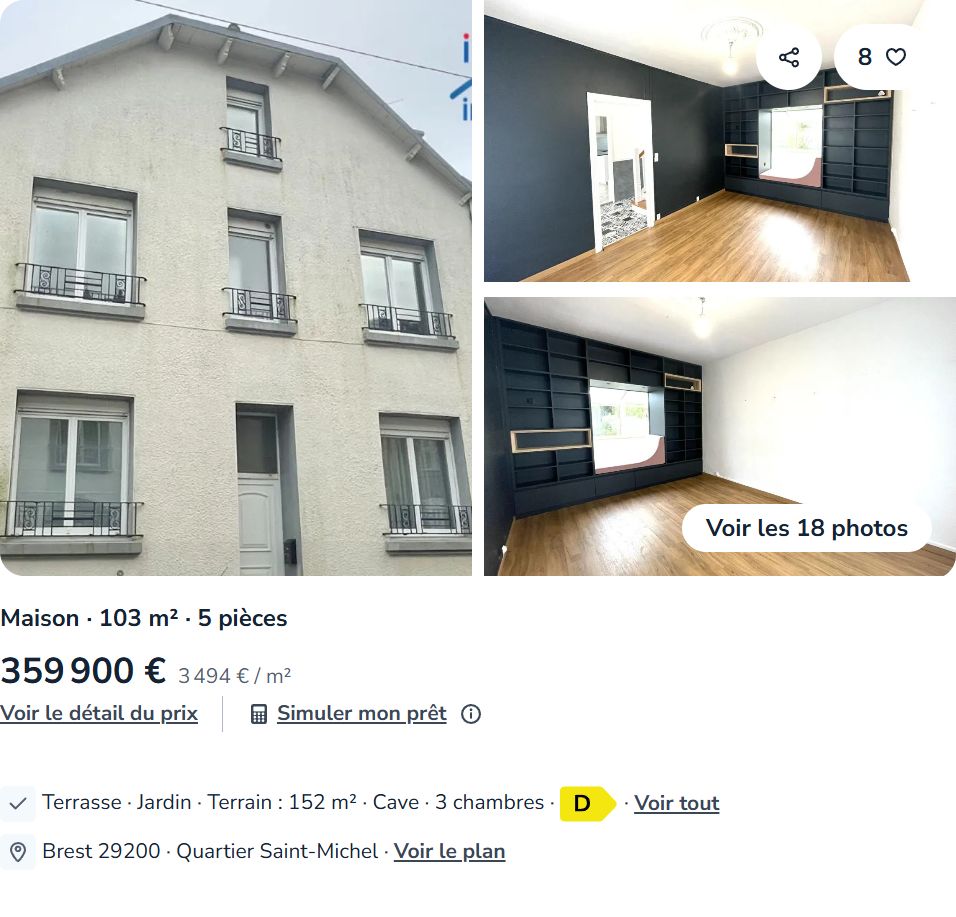 8
Voir les 18 photos
Maison · 103 m² · 5 pièces
359 900 € 3 494 € / m²
Voir le détail du prix Simuler mon prêt
Terrasse · Jardin · Terrain : 152 m² · Cave · 3 chambres · D · Voir tout
Brest 29200 · Quartier Saint-Michel · Voir le plan